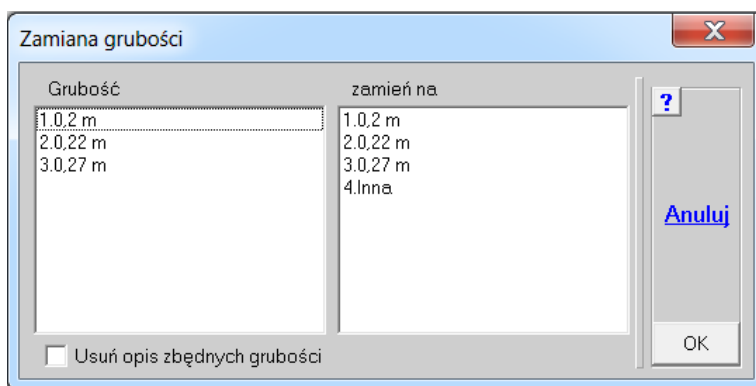 Zamiana grubości
X
Grubość
1.0,2 m
2.0,22 m
3.0,27 m
zamień na
1.0,2 m
2.0,22 m
3.0,27 m
4.Inna
Usuń opis zbędnych grubości
?
Anuluj
OK